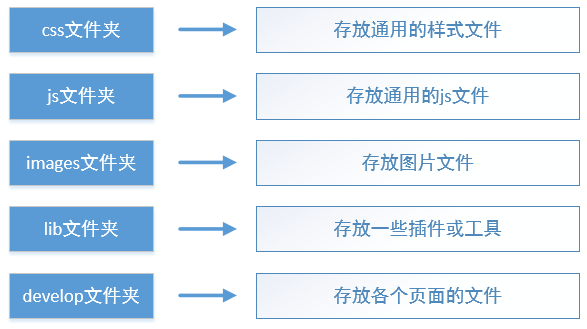 css文件夹
存放通用的样式文件
js文件夹
存放通用的js文件
images文件夹
存放图片文件
lib文件夹
存放一些插件或工具
develop文件夹
存放各个页面的文件